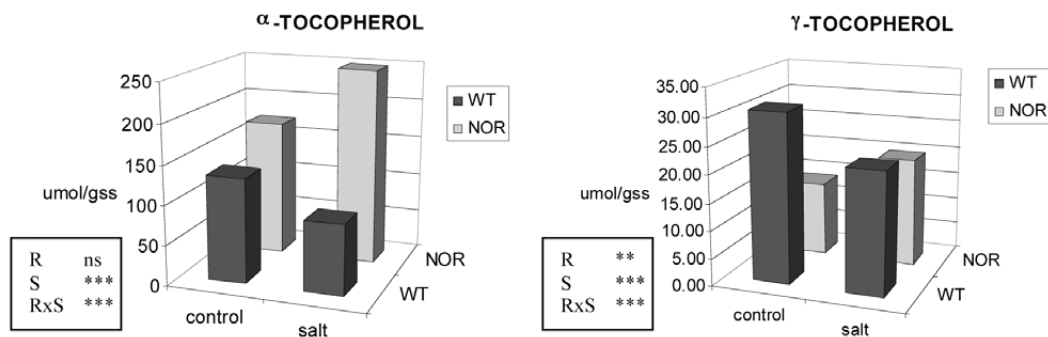 α -TOCOPHEROL
250
200
150
100
50
0
umol/gss
WT
NOR
NOR
WT
control
salt
R ns
S ***
RxS ***
γ -TOCOPHEROL
35.00
30.00
25.00
20.00
15.00
10.00
5.00
0.00
umol/gss
WT
NOR
NOR
WT
control
salt
R **
S ***
RxS ***